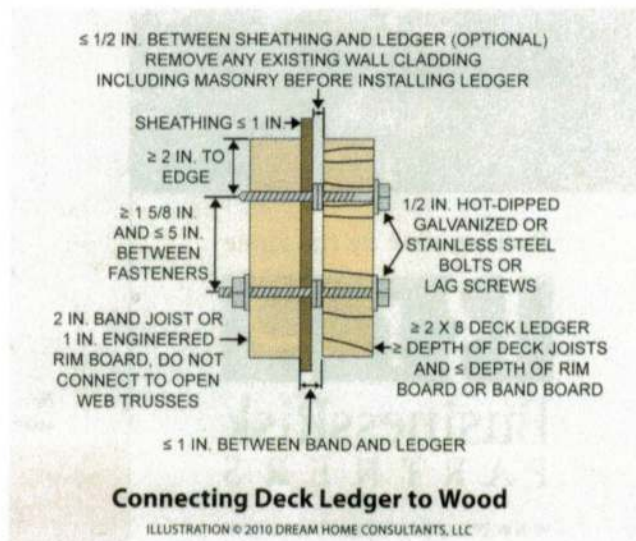 ≤ 1/2 IN. BETWEEN SHEATHING AND LEDGER (OPTIONAL)
REMOVE ANY EXISTING WALL CLADDING
INCLUDING MASONRY BEFORE INSTALLING LEDGER
SHEATHING ≤ 1 IN.
≥ 2 IN. TO
EDGE
≥ 1 5/8 IN.
AND ≤ 5 IN.
BETWEEN
FASTENERS
1/2 IN. HOT-DIPPED
GALVANIZED OR
STAINLESS STEEL
BOLTS OR
LAG SCREWS
2 IN. BAND JOIST OR
1 IN. ENGINEERED
RIM BOARD, DO NOT
CONNECT TO OPEN
WEB TRUSSES
≥ 2 X 8 DECK LEDGER
≥ DEPTH OF DECK JOISTS
AND ≤ DEPTH OF RIM
BOARD OR BAND BOARD
≤ 1 IN. BETWEEN BAND AND LEDGER
Connecting Deck Ledger to Wood
ILLUSTRATION © 2010 DREAM HOME CONSULTANTS, LLC